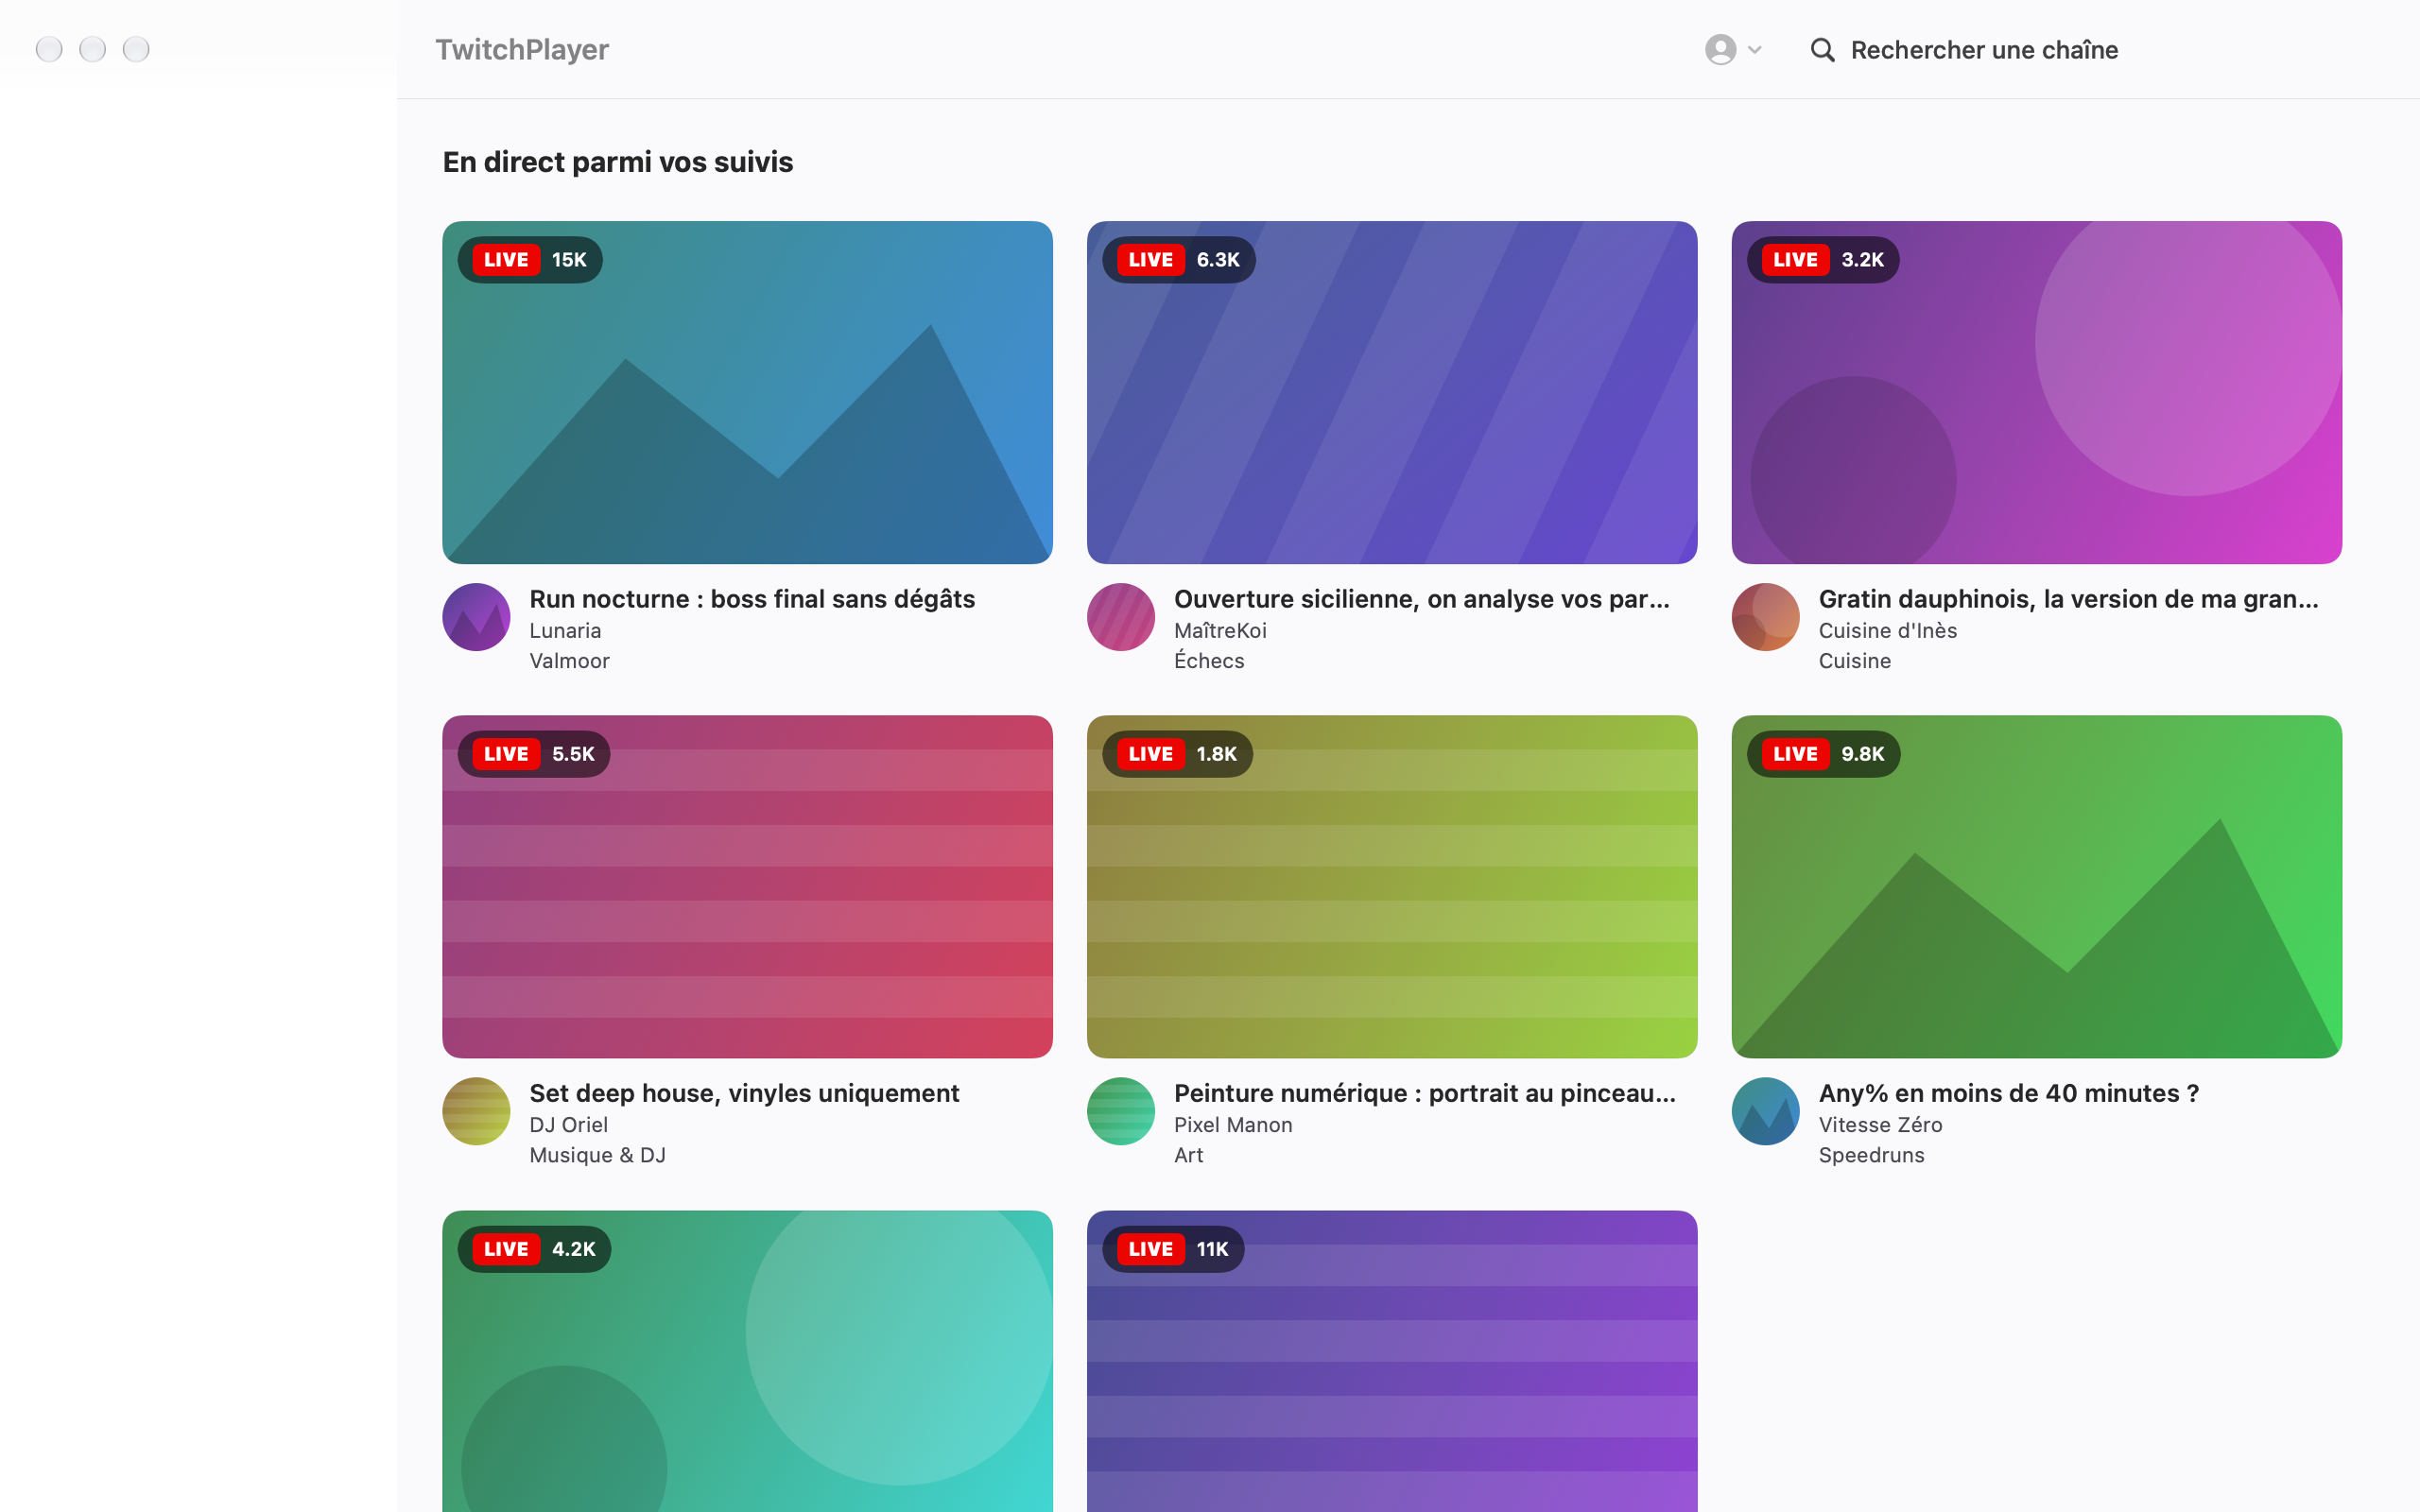 TwitchPlayer
Rechercher une chaîne
En direct parmi vos suivis
LIVE 15K
LIVE 6.3K
LIVE 3.2K
Run nocturne : boss final sans dégâts
Lunaria
Valmoor
Ouverture sicilienne, on analyse vos par...
MaîtreKoi
Échecs
Gratin dauphinois, la version de ma gran...
Cuisine d'Inès
Cuisine
LIVE 5.5K
LIVE 1.8K
LIVE 9.8K
Set deep house, vinyles uniquement
DJ Oriel
Musique & DJ
Peinture numérique : portrait au pinceau...
Pixel Manon
Art
Any% en moins de 40 minutes ?
Vitesse Zéro
Speedruns
LIVE 4.2K
LIVE 11K